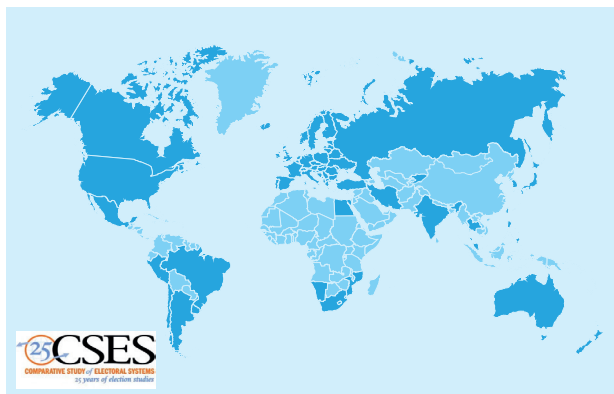 25 CSES
COMPARATIVE STUDY of ELECTORAL SYSTEMS
25 years of election studies